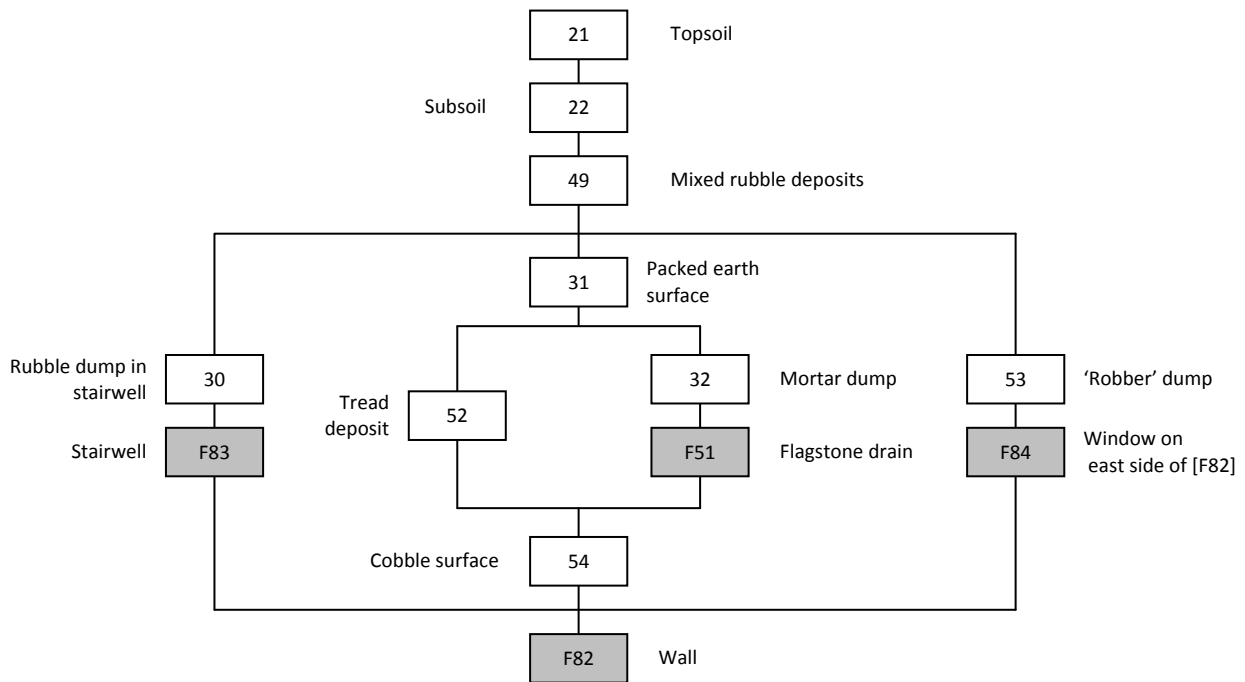 21
Topsoil
Subsoil
22
49
Mixed rubble deposits
31
Packed earth
surface
Rubble dump in
stairwell
30
Tread
deposit
52
32
Mortar dump
53
‘Robber’ dump
Stairwell
F83
F51
Flagstone drain
F84
Window on
east side of [F82]
Cobble surface
54
F82
Wall